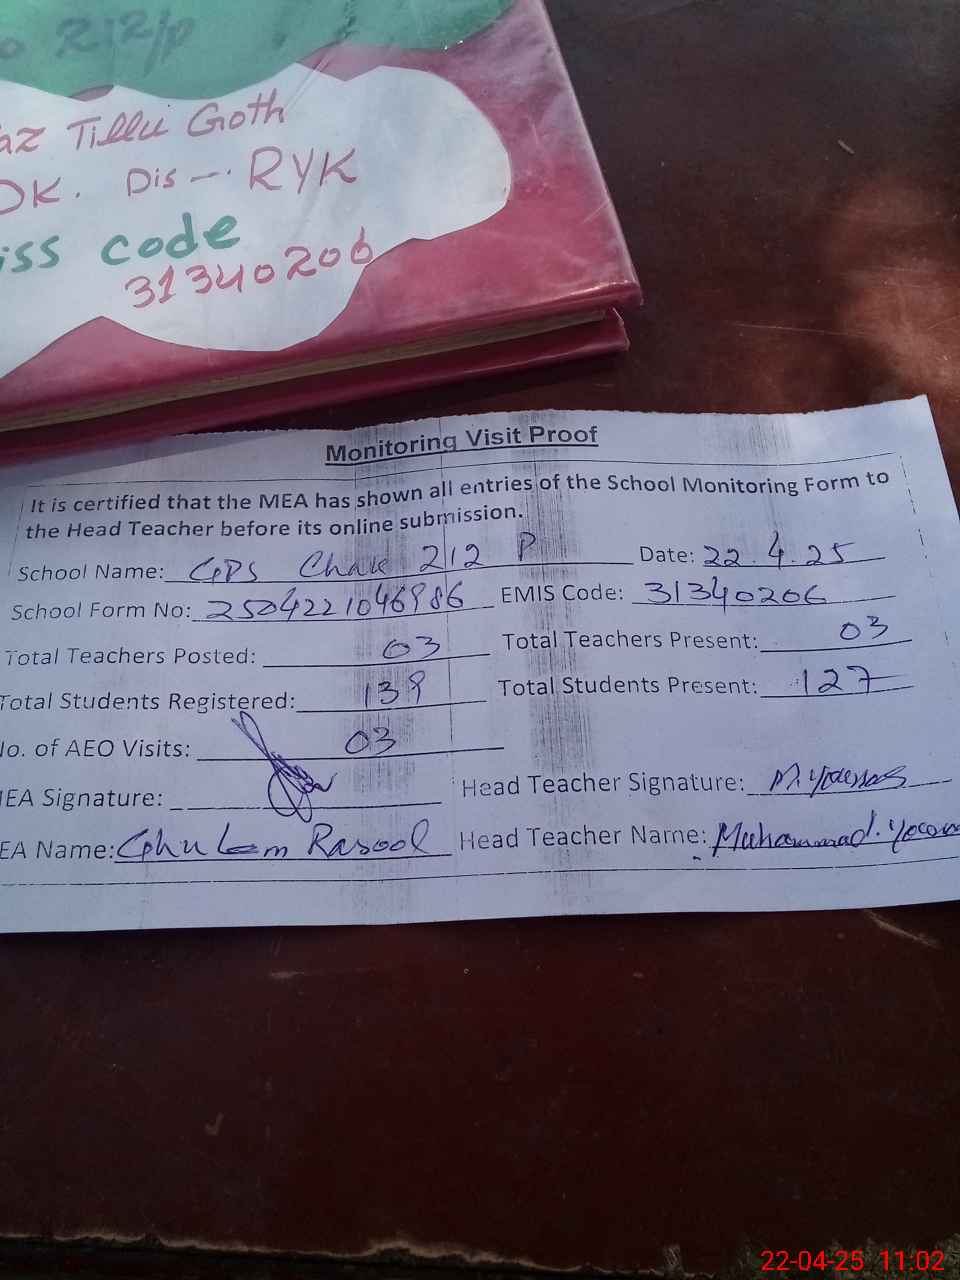 o 212/p
az Tillu Goth
DK. Dis -- RYK
iss code
31340206
Monitoring Visit Proof
It is certified that the MEA has shown all entries of the School Monitoring Form to
the Head Teacher before its online submission.
School Name: GPS Chak 212 P Date: 22.4.25
School Form No: 2504221046986 EMIS Code: 31340206
Total Teachers Posted: 03 Total Teachers Present: 03
Total Students Registered: 139 Total Students Present: 127
No. of AEO Visits: 03
MEA Signature: Head Teacher Signature:
EA Name: Ghulam Rasool Head Teacher Name: Muhammad.
22-04-25 11:02